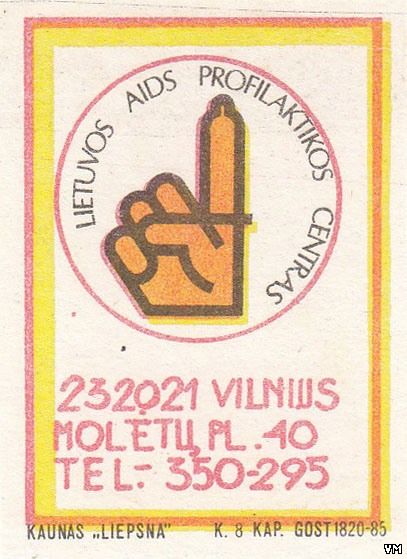 LIETUVOS AIDS PROFILAKTIKOS CENTRAS
232021 VILNIUS
MOLĖTŲ PL. 40
TEL.: 350-295
KAUNAS „LIEPSNA" K. 8 KAP. GOST 1820-85
VM